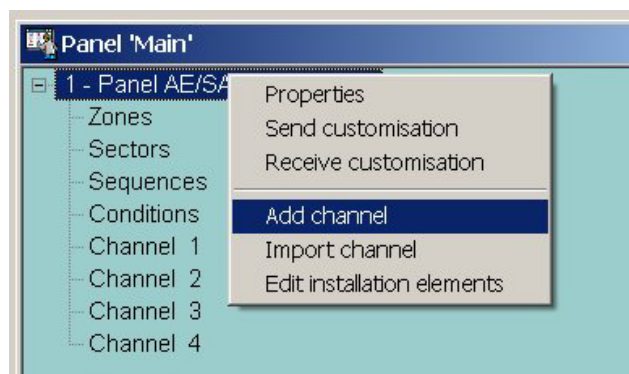 Panel 'Main'
1 - Panel AE/SA
Zones
Sectors
Sequences
Conditions
Channel 1
Channel 2
Channel 3
Channel 4
Properties
Send customisation
Receive customisation
Add channel
Import channel
Edit installation elements